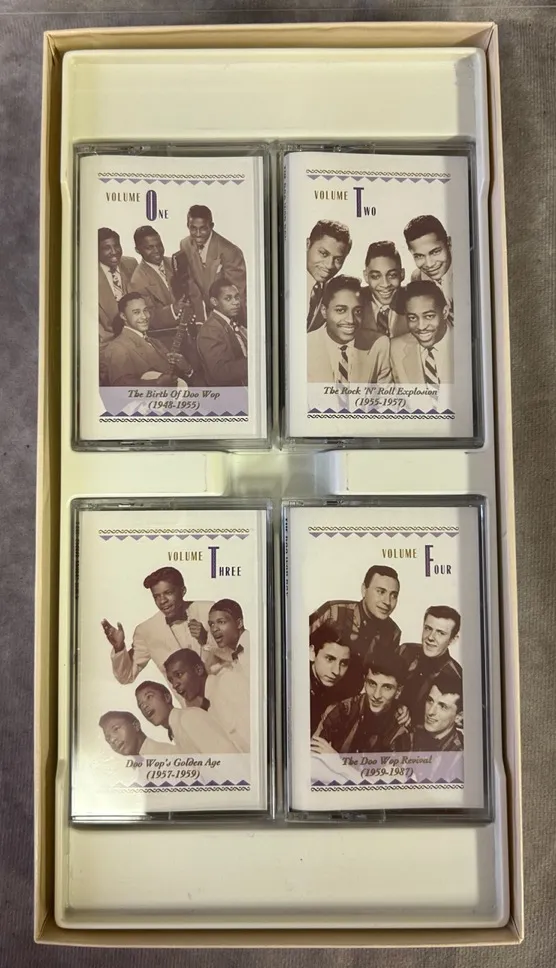 VOLUME ONE
The Birth Of Doo Wop
(1948-1955)
VOLUME TWO
The Rock 'N' Roll Explosion
(1955-1957)
VOLUME THREE
Doo Wop's Golden Age
(1957-1959)
VOLUME FOUR
The Doo Wop Revival
(1959-1987)